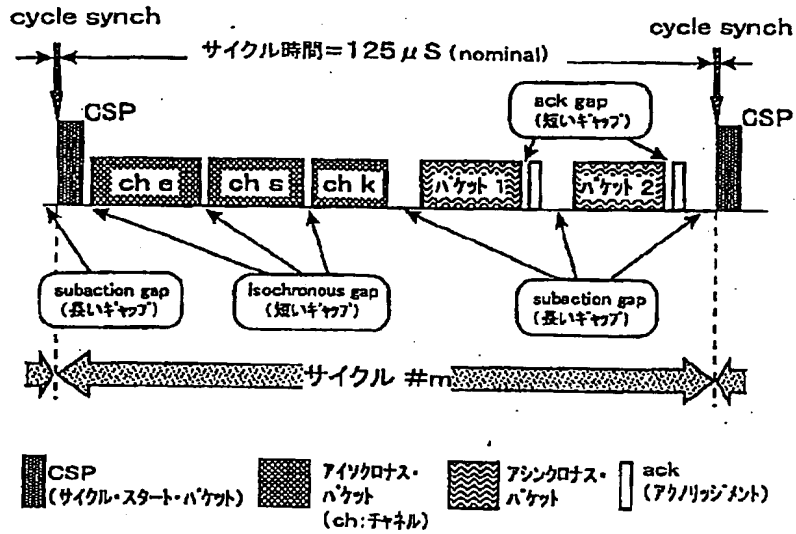 cycle synch
サイクル時間=125μS (nominal)
cycle synch
CSP
ack gap
(短いギャップ)
CSP
ch e
ch s
ch k
パケット 1
パケット 2
subaction gap
(長いギャップ)
isochronous gap
(短いギャップ)
subaction gap
(長いギャップ)
サイクル #m
CSP
(サイクル・スタート・パケット)
アイソクロナス・
パケット
(ch:チャネル)
アシンクロナス・
パケット
ack
(アクノリッジメント)